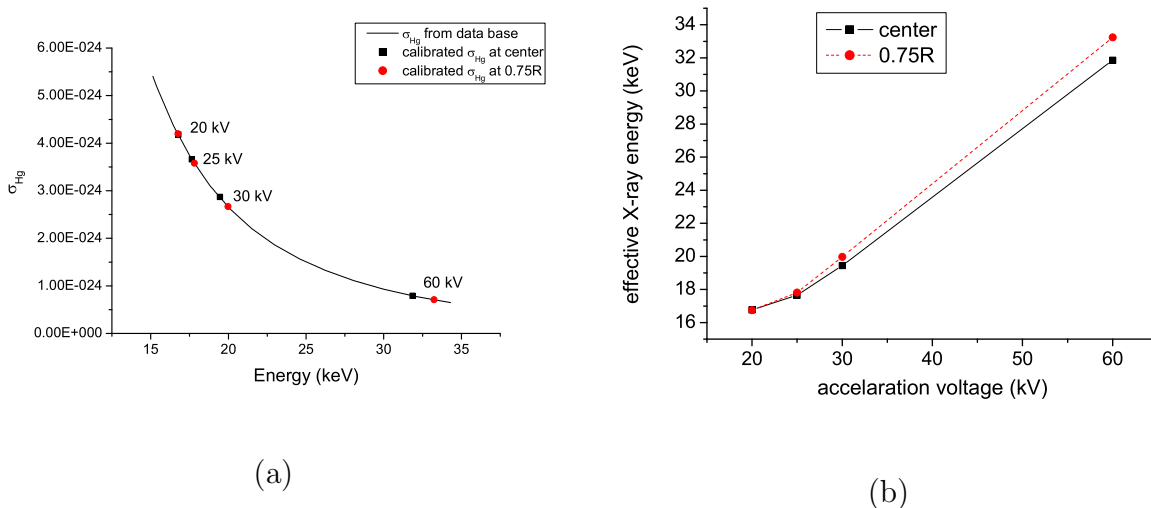 σHg from data base
calibrated σHg at center
calibrated σHg at 0.75R
6.00E-024
5.00E-024
4.00E-024
3.00E-024
2.00E-024
1.00E-024
0.00E+000
σHg
20 kV
25 kV
30 kV
60 kV
15 20 25 30 35
Energy (keV)
(a)
center
0.75R
34
32
30
28
26
24
22
20
18
16
effective X-ray energy (keV)
20 30 40 50 60
accelaration voltage (kV)
(b)